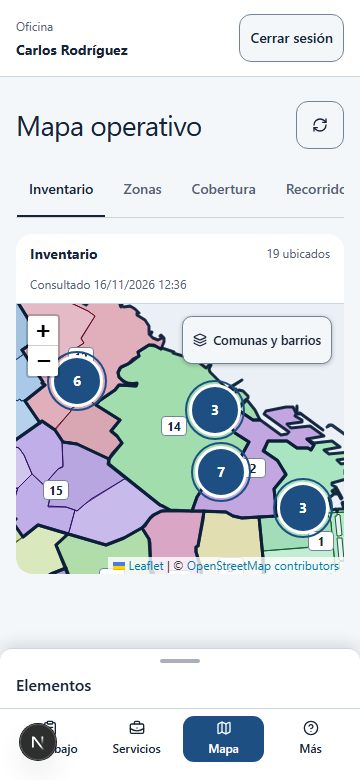 Oficina
Carlos Rodríguez
Cerrar sesión
Mapa operativo
Inventario
Zonas
Cobertura
Inventario
19 ubicados
Consultado 16/11/2026 12:36
+
−
Comunas y barrios
6
3
14
7
2
15
3
1
Leaflet | © OpenStreetMap contributors
Elementos
N
Servicios
Mapa
Más